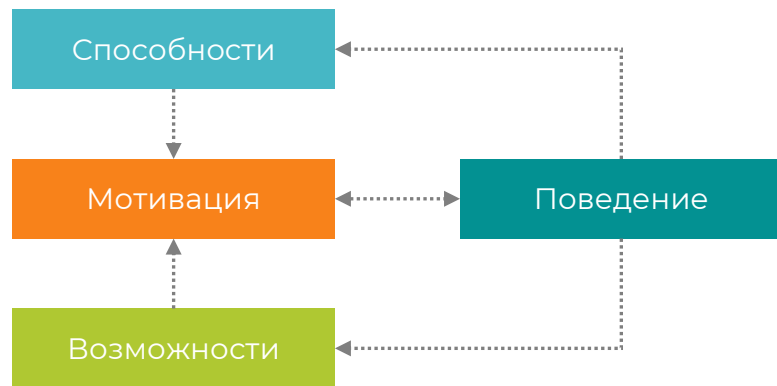 Способности
Мотивация
Поведение
Возможности